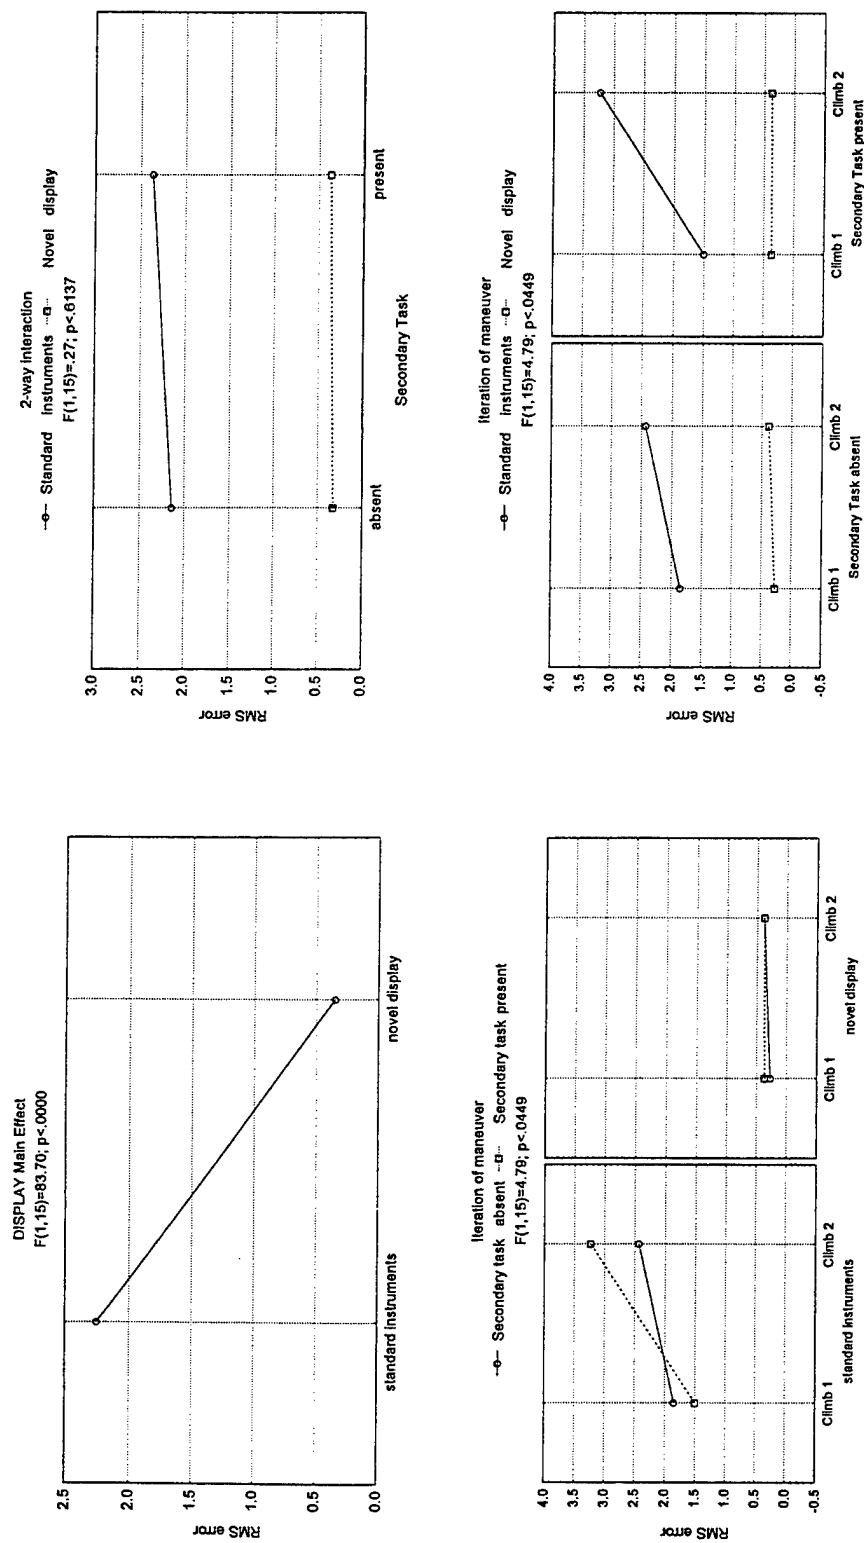 DISPLAY Main Effect
F(1,15)=83.70; p<.0000
RMS error
2.5
2.0
1.5
1.0
0.5
0.0
standard instruments
novel display
2-way interaction
Standard instruments Novel display
F(1,15)=.27; p<.6137
RMS error
3.0
2.5
2.0
1.5
1.0
0.5
0.0
absent
present
Secondary Task
Iteration of maneuver
Secondary task absent Secondary task present
F(1,15)=4.79; p<.0449
RMS error
4.0
3.5
3.0
2.5
2.0
1.5
1.0
0.5
0.0
-0.5
Climb 1
Climb 2
standard instruments
Climb 1
Climb 2
novel display
Iteration of maneuver
Standard instruments Novel display
F(1,15)=4.79; p<.0449
RMS error
4.0
3.5
3.0
2.5
2.0
1.5
1.0
0.5
0.0
-0.5
Climb 1
Climb 2
Secondary Task absent
Climb 1
Climb 2
Secondary Task present